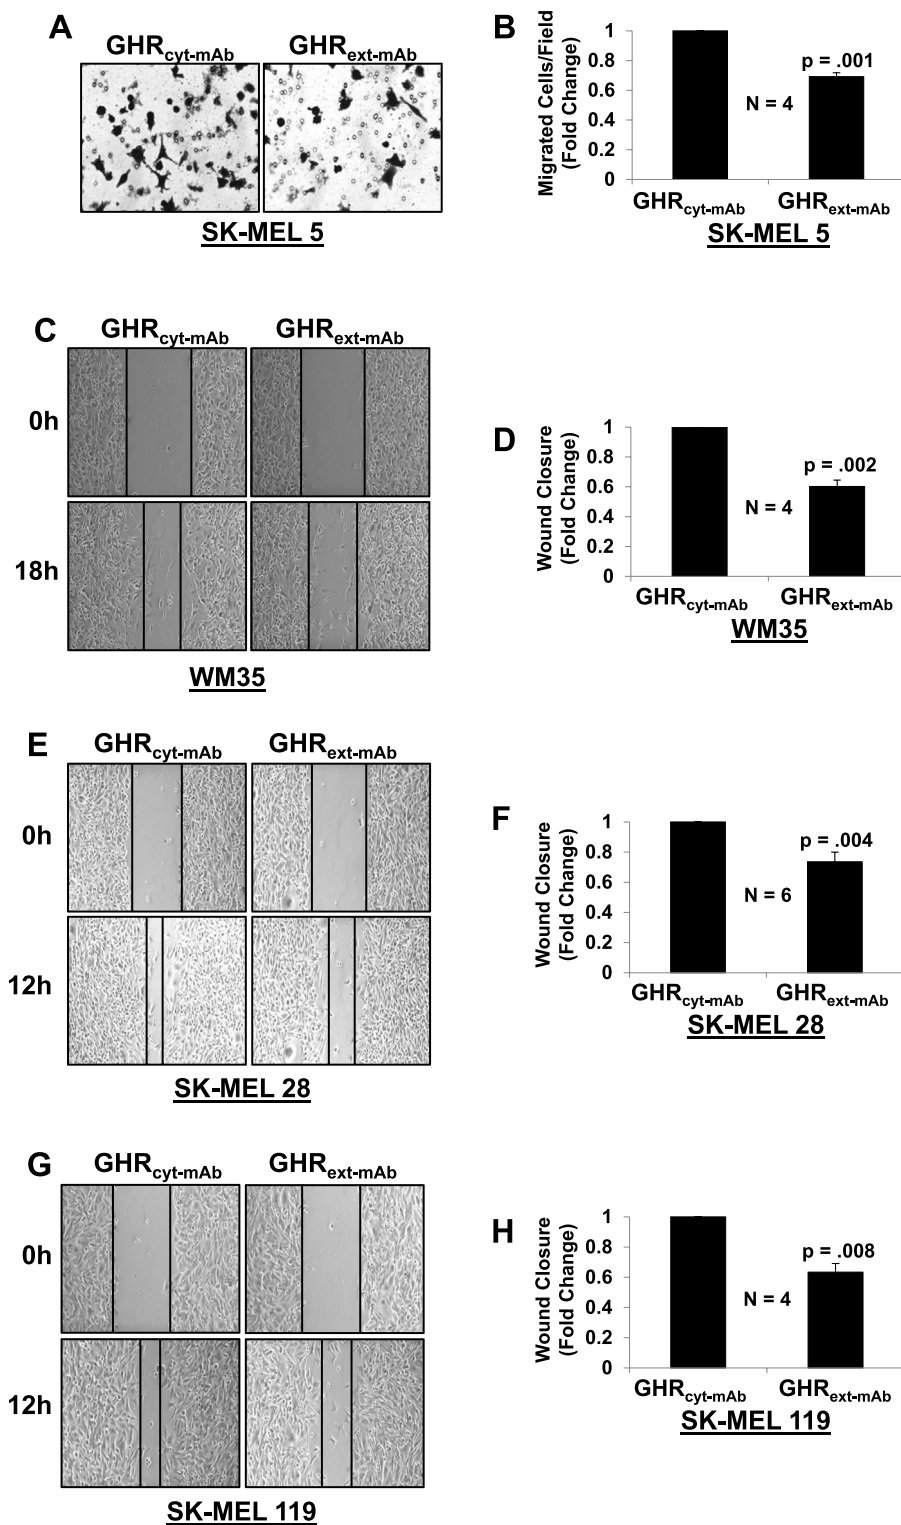 A
GHRcyt-mAb GHRext-mAb
SK-MEL 5
B
Migrated Cells/Field
(Fold Change)
1
0.8
0.6
0.4
0.2
0
p = .001
N = 4
GHRcyt-mAb GHRext-mAb
SK-MEL 5
C
GHRcyt-mAb GHRext-mAb
0h
18h
WM35
D
Wound Closure
(Fold Change)
1
0.8
0.6
0.4
0.2
0
p = .002
N = 4
GHRcyt-mAb GHRext-mAb
WM35
E
GHRcyt-mAb GHRext-mAb
0h
12h
SK-MEL 28
F
Wound Closure
(Fold Change)
1
0.8
0.6
0.4
0.2
0
p = .004
N = 6
GHRcyt-mAb GHRext-mAb
SK-MEL 28
G
GHRcyt-mAb GHRext-mAb
0h
12h
SK-MEL 119
H
Wound Closure
(Fold Change)
1
0.8
0.6
0.4
0.2
0
p = .008
N = 4
GHRcyt-mAb GHRext-mAb
SK-MEL 119